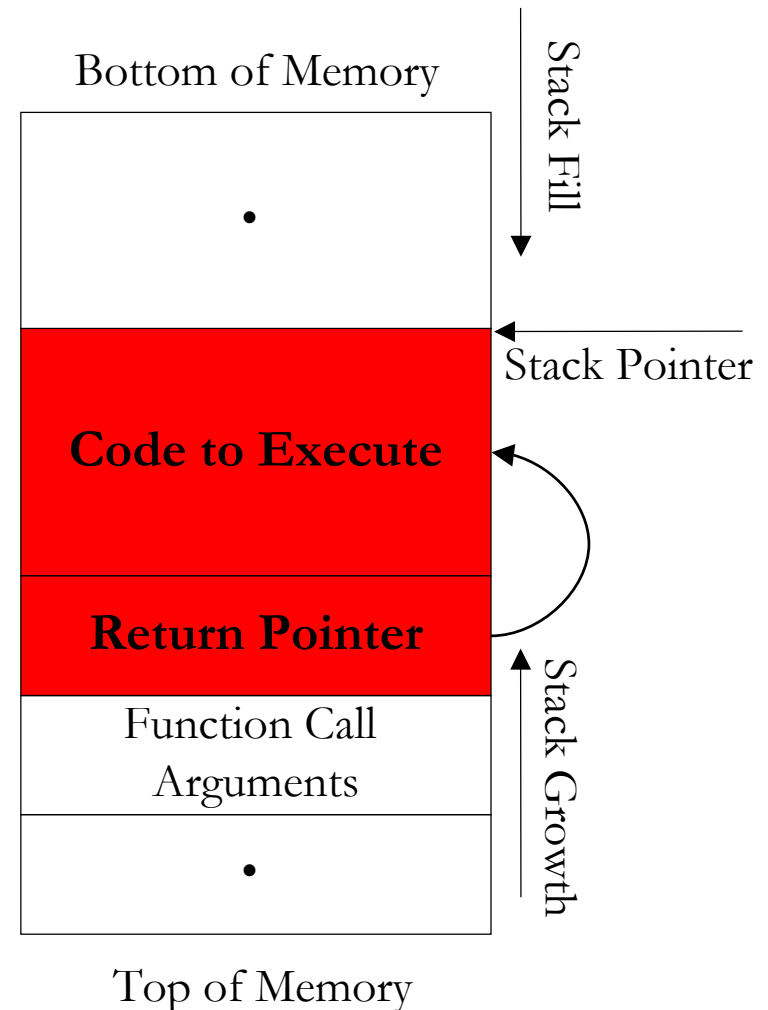 Bottom of Memory
Stack Fill
Stack Pointer
Code to Execute
Return Pointer
Function Call
Arguments
Stack Growth
Top of Memory